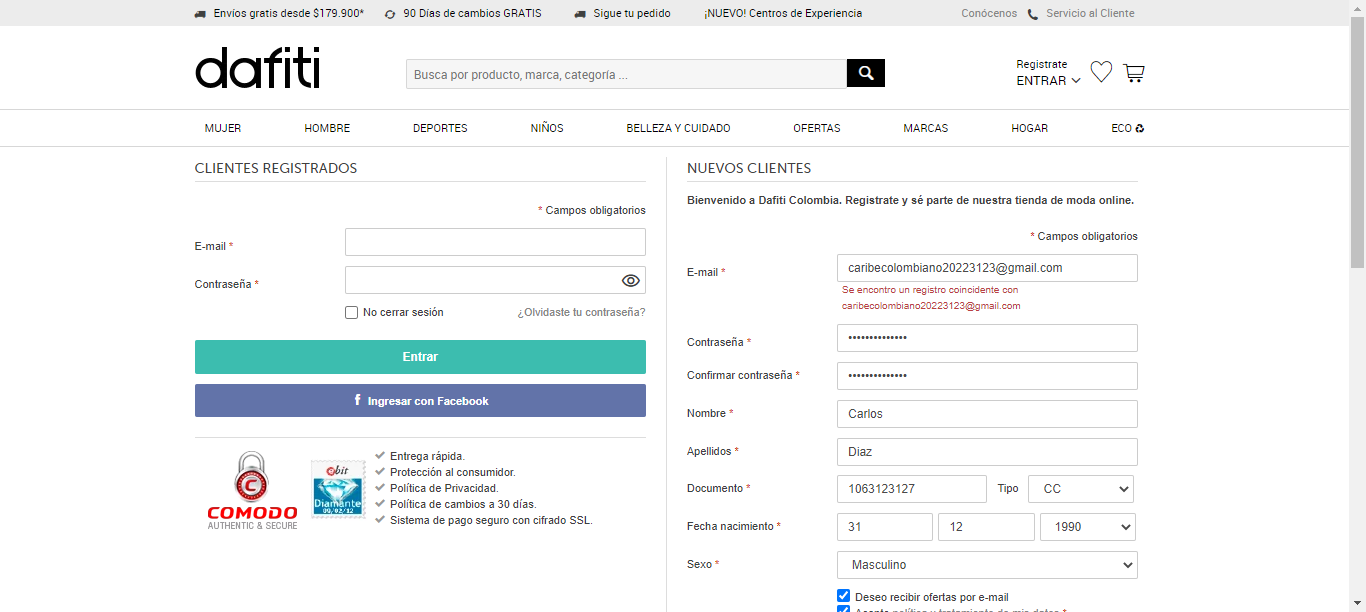 Envíos gratis desde $179.900* 90 Días de cambios GRATIS Sigue tu pedido ¡NUEVO! Centros de Experiencia Conócenos Servicio al Cliente
dafiti
Busca por producto, marca, categoría ...
Registrate
ENTRAR
MUJER HOMBRE DEPORTES NIÑOS BELLEZA Y CUIDADO OFERTAS MARCAS HOGAR ECO
CLIENTES REGISTRADOS
* Campos obligatorios
E-mail *
Contraseña *
No cerrar sesión ¿Olvidaste tu contraseña?
Entrar
f Ingresar con Facebook
COMODO
AUTHENTIC & SECURE
ebit
Diamante
09/02/12
Entrega rápida.
Protección al consumidor.
Política de Privacidad.
Política de cambios a 30 días.
Sistema de pago seguro con cifrado SSL.
NUEVOS CLIENTES
Bienvenido a Dafiti Colombia. Registrate y sé parte de nuestra tienda de moda online.
* Campos obligatorios
E-mail * caribecolombiano20223123@gmail.com
Se encontro un registro coincidente con
caribecolombiano20223123@gmail.com
Contraseña * ••••••••••••••
Confirmar contraseña * ••••••••••••••
Nombre * Carlos
Apellidos * Diaz
Documento * 1063123127 Tipo CC
Fecha nacimiento * 31 12 1990
Sexo * Masculino
Deseo recibir ofertas por e-mail
Acepto política y tratamiento de mis datos *